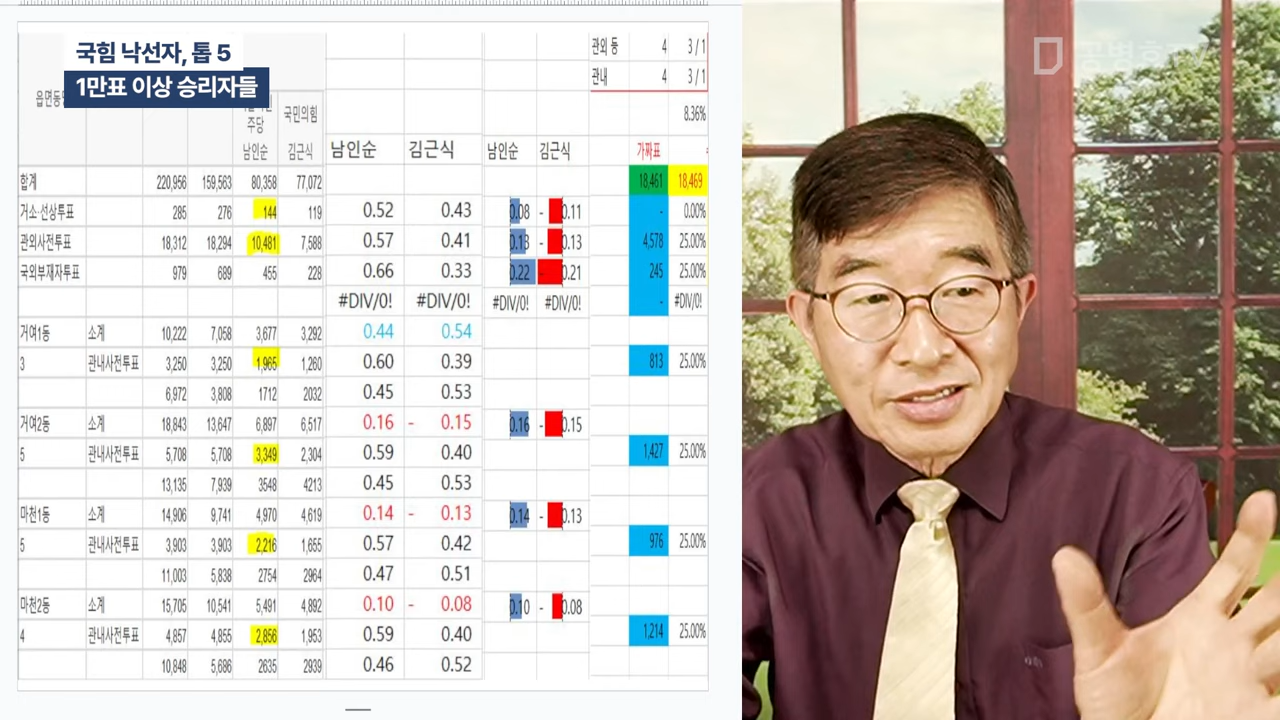 국힘 낙선자, 톱 5
1만표 이상 승리자들
공병호
관외 등 4 3 / 1
관내 4 3 / 1
8.36%
국민의힘
주당
남인순 김근식 남인순 김근식 남인순 김근식 가짜표
합계 220,956 159,563 80,358 77,072 18,461 18,469
거소·선상투표 285 276 144 119 0.52 0.43 0.08 - 0.11 - 0.00%
관외사전투표 18,312 18,294 10,481 7,588 0.57 0.41 0.13 - 0.13 4,578 25.00%
국외부재자투표 979 689 455 228 0.66 0.33 0.22 - 0.21 245 25.00%
#DIV/0! #DIV/0! #DIV/0! #DIV/0! - #DIV/0!
거여1동 소계 10,222 7,058 3,677 3,292 0.44 0.54
3 관내사전투표 3,250 3,250 1,965 1,260 0.60 0.39 813 25.00%
6,972 3,808 1712 2032 0.45 0.53
거여2동 소계 18,843 13,647 6,897 6,517 0.16 - 0.15 0.16 - 0.15
5 관내사전투표 5,708 5,708 3,349 2,304 0.59 0.40 1,427 25.00%
13,135 7,939 3548 4213 0.45 0.53
마천1동 소계 14,906 9,741 4,970 4,619 0.14 - 0.13 0.14 - 0.13
5 관내사전투표 3,903 3,903 2,216 1,655 0.57 0.42 976 25.00%
11,003 5,838 2754 2964 0.47 0.51
마천2동 소계 15,705 10,541 5,491 4,892 0.10 - 0.08 0.10 - 0.08
4 관내사전투표 4,857 4,855 2,856 1,953 0.59 0.40 1,214 25.00%
10,848 5,686 2635 2939 0.46 0.52